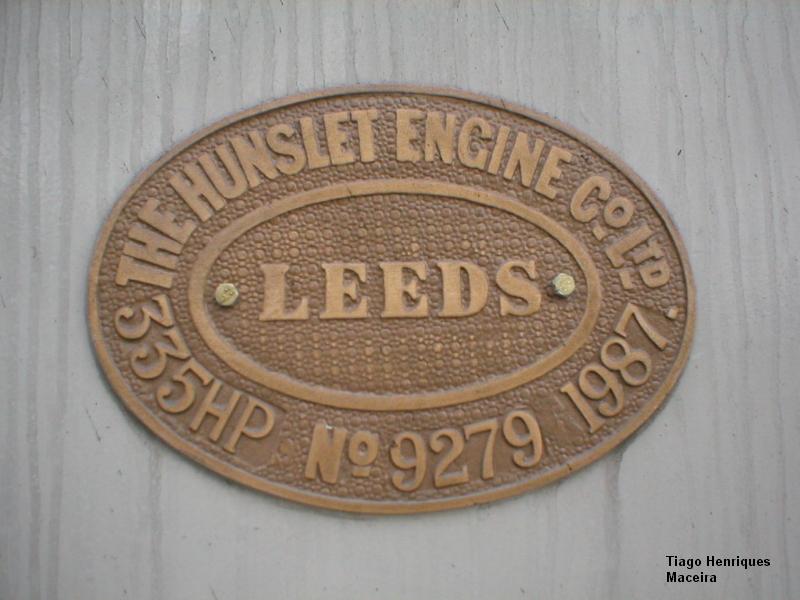 THE HUNSLET ENGINE Co. LTD.
LEEDS
335HP No 9279 1987.
Tiago Henriques
Maceira